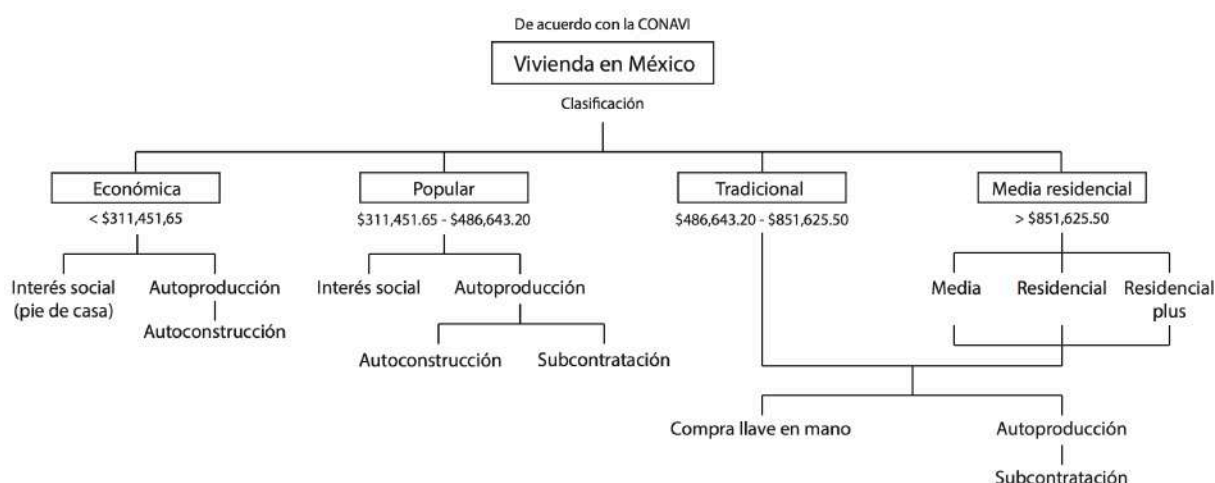 De acuerdo con la CONAVI
Vivienda en México
Clasificación
Económica
Popular
Tradicional
Media residencial
< $311,451,65
$311,451.65 - $486,643.20
$486,643.20 - $851,625.50
> $851,625.50
Interés social
(pie de casa)
Autoproducción
Autoconstrucción
Interés social
Autoproducción
Autoconstrucción
Subcontratación
Media
Residencial
Residencial
plus
Compra llave en mano
Autoproducción
Subcontratación